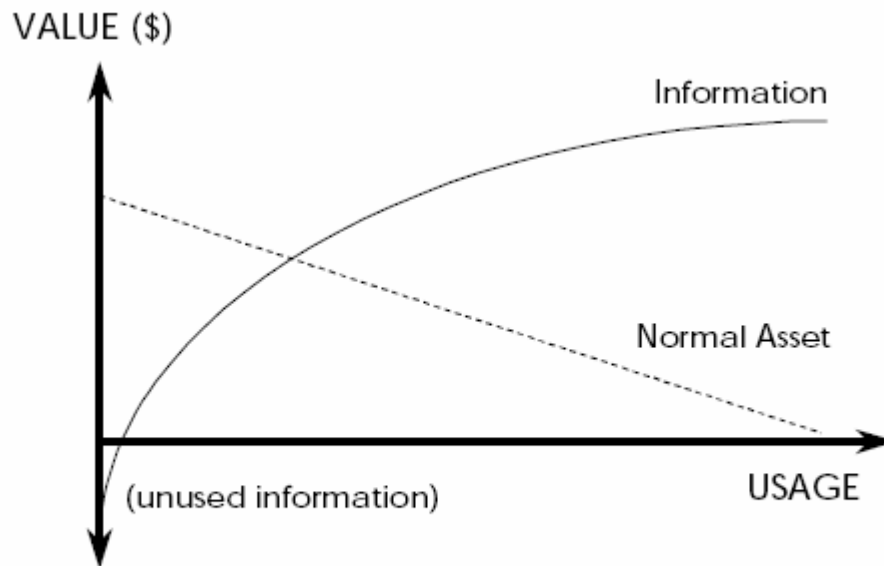 VALUE ($)
Information
Normal Asset
(unused information)
USAGE